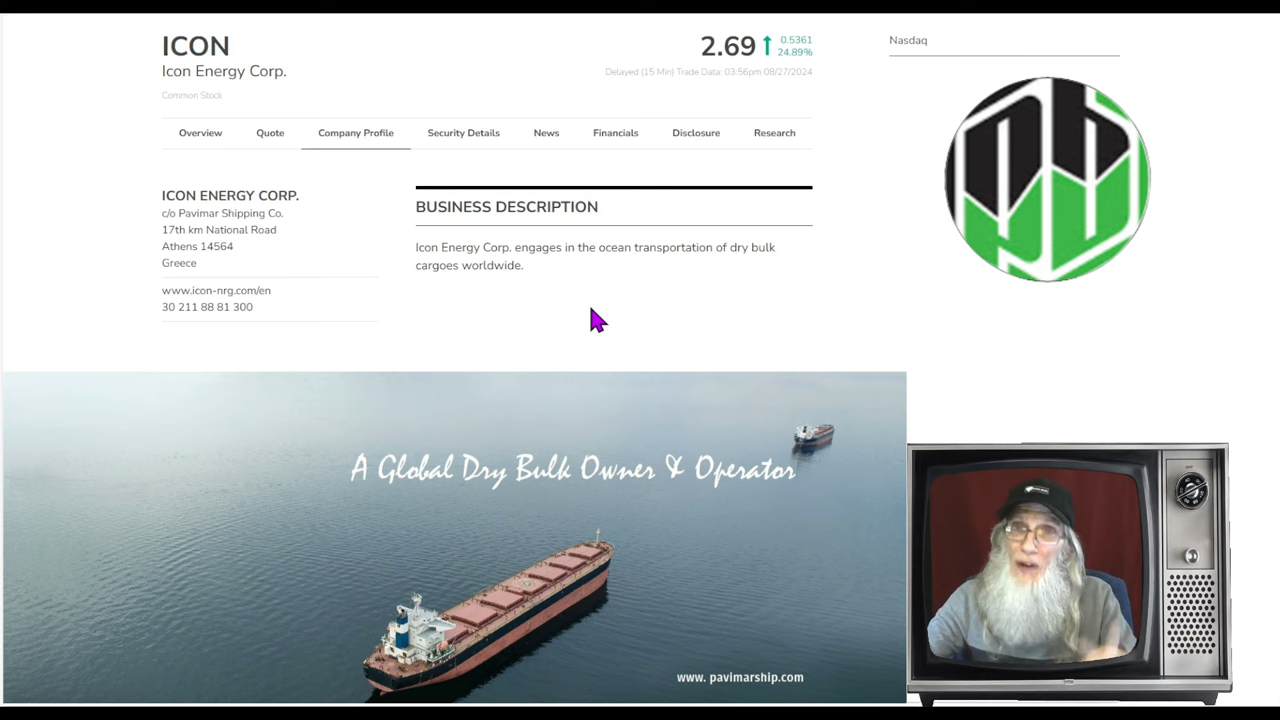 ICON
2.69
0.5361
24.89%
Icon Energy Corp.
Delayed (15 Min) Trade Data: 03:56pm 08/27/2024
Common Stock
Nasdaq
Overview Quote Company Profile Security Details News Financials Disclosure Research
ICON ENERGY CORP.
c/o Pavimar Shipping Co.
17th km National Road
Athens 14564
Greece
www.icon-nrg.com/en
30 211 88 81 300
BUSINESS DESCRIPTION
Icon Energy Corp. engages in the ocean transportation of dry bulk
cargoes worldwide.
A Global Dry Bulk Owner & Operator
www. pavimarship.com